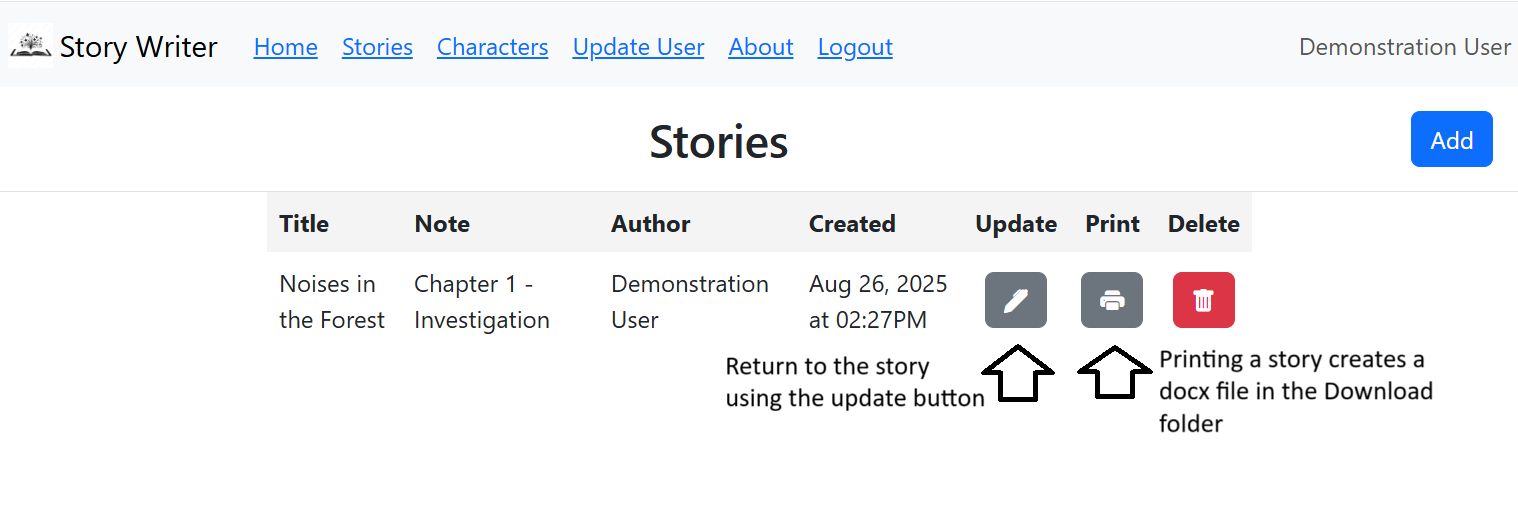 Story Writer Home Stories Characters Update User About Logout Demonstration User
Stories Add
Title Note Author Created Update Print Delete
Noises in the Forest
Chapter 1 - Investigation
Demonstration User
Aug 26, 2025 at 02:27PM
Return to the story
using the update button
Printing a story creates a
docx file in the Download
folder